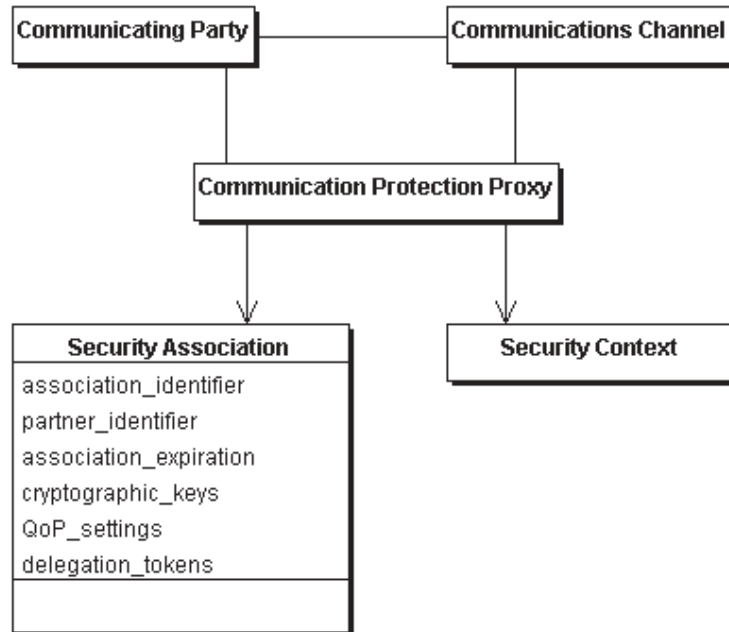 Communicating Party
Communications Channel
Communication Protection Proxy
Security Association
association_identifier
partner_identifier
association_expiration
cryptographic_keys
QoP_settings
delegation_tokens
Security Context